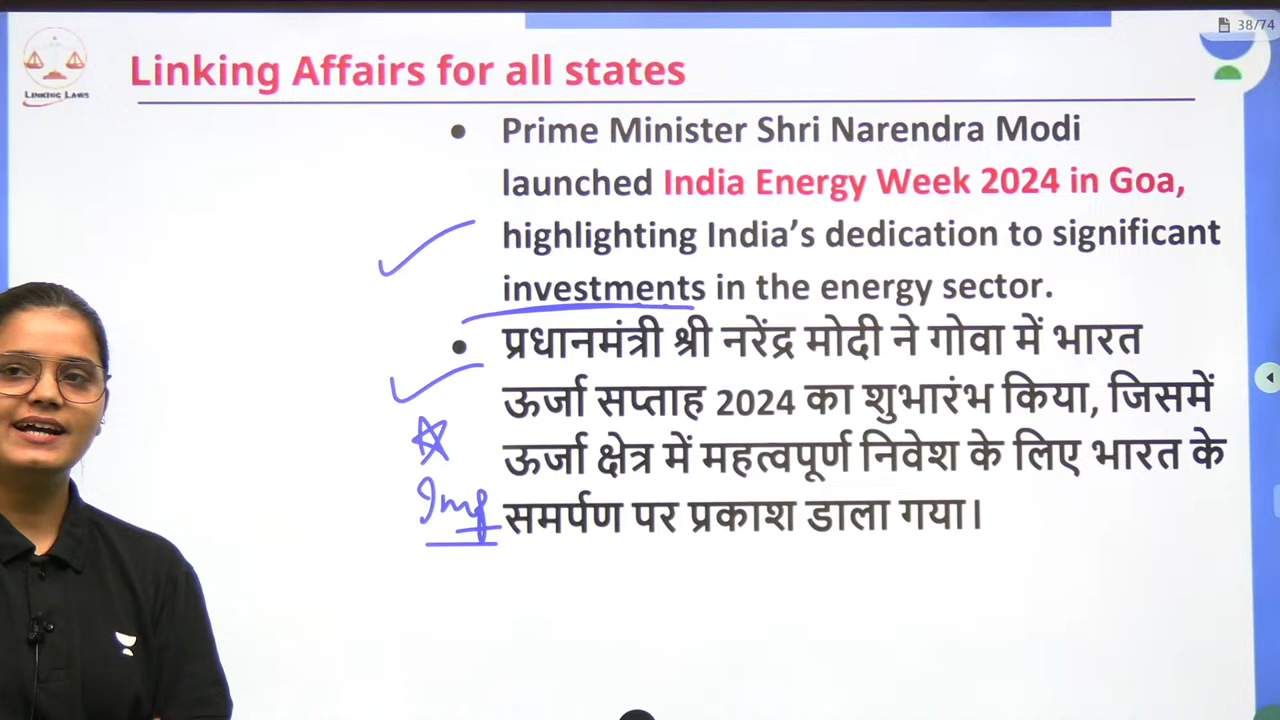 38/74
Linking Affairs for all states
LINKING LAWS
• Prime Minister Shri Narendra Modi
launched India Energy Week 2024 in Goa,
highlighting India’s dedication to significant
investments in the energy sector.
• प्रधानमंत्री श्री नरेंद्र मोदी ने गोवा में भारत
ऊर्जा सप्ताह 2024 का शुभारंभ किया, जिसमें
ऊर्जा क्षेत्र में महत्वपूर्ण निवेश के लिए भारत के
Imp
समर्पण पर प्रकाश डाला गया।